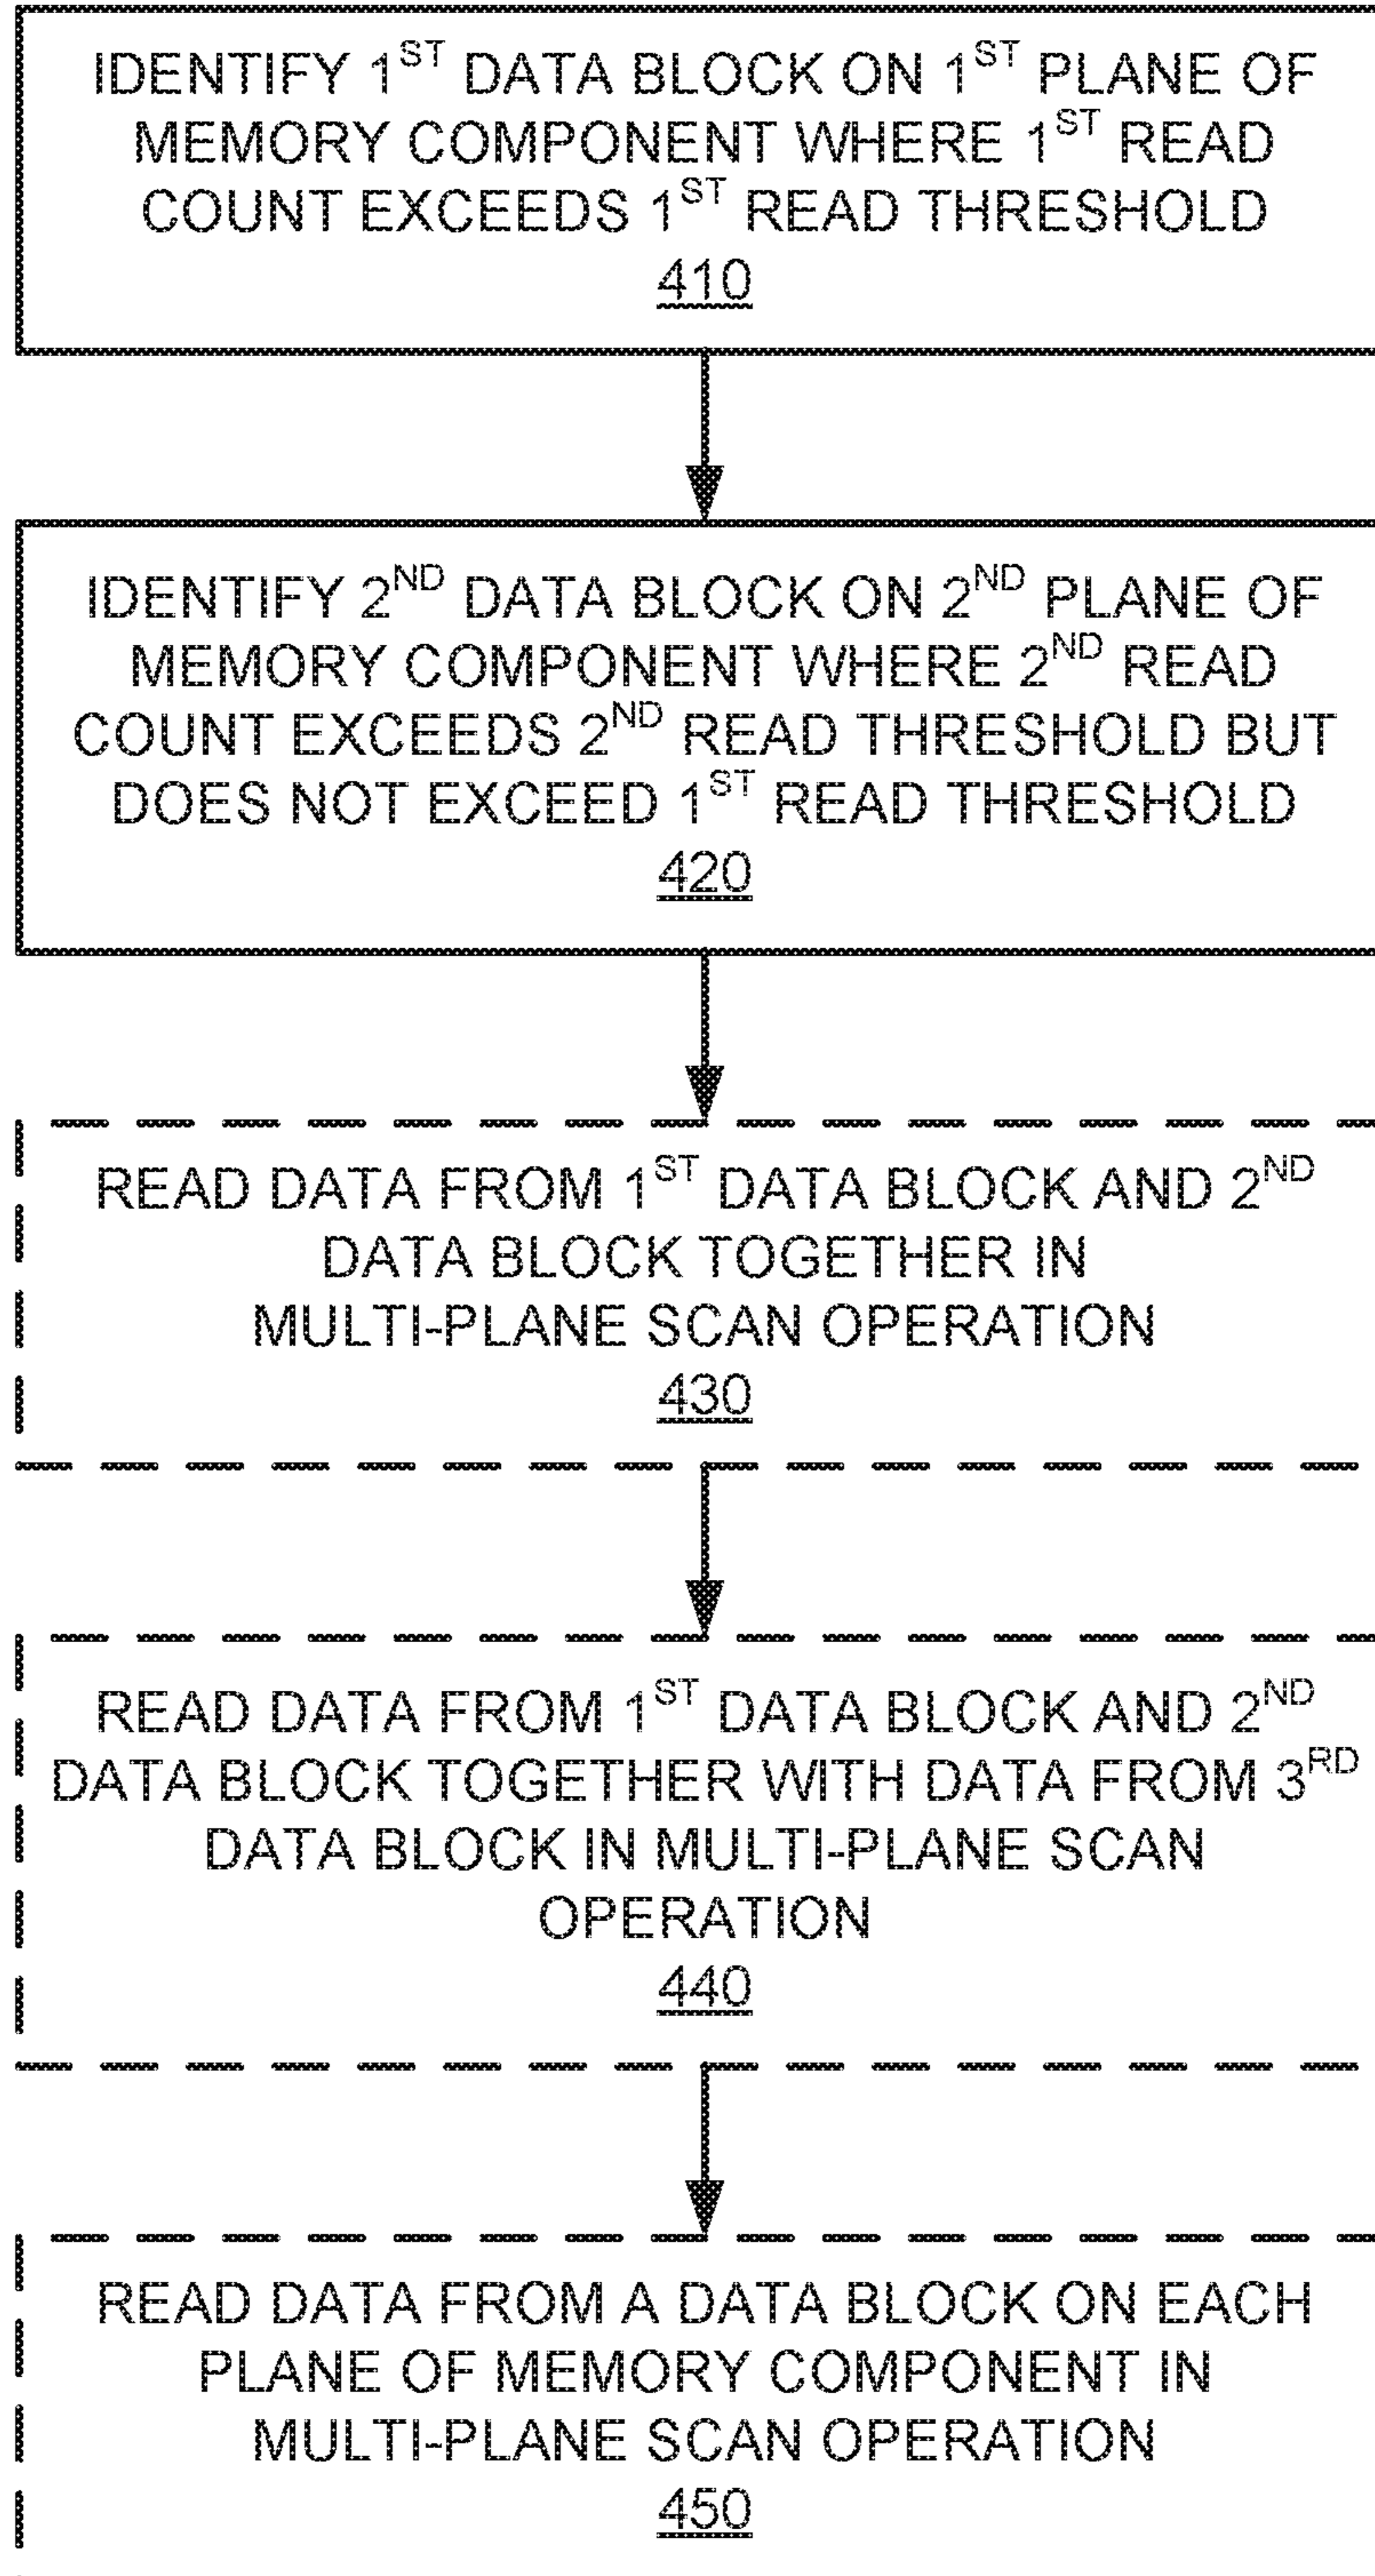 IDENTIFY 1ST DATA BLOCK ON 1ST PLANE OF
MEMORY COMPONENT WHERE 1ST READ
COUNT EXCEEDS 1ST READ THRESHOLD
410
IDENTIFY 2ND DATA BLOCK ON 2ND PLANE OF
MEMORY COMPONENT WHERE 2ND READ
COUNT EXCEEDS 2ND READ THRESHOLD BUT
DOES NOT EXCEED 1ST READ THRESHOLD
420
READ DATA FROM 1ST DATA BLOCK AND 2ND
DATA BLOCK TOGETHER IN
MULTI-PLANE SCAN OPERATION
430
READ DATA FROM 1ST DATA BLOCK AND 2ND
DATA BLOCK TOGETHER WITH DATA FROM 3RD
DATA BLOCK IN MULTI-PLANE SCAN
OPERATION
440
READ DATA FROM A DATA BLOCK ON EACH
PLANE OF MEMORY COMPONENT IN
MULTI-PLANE SCAN OPERATION
450